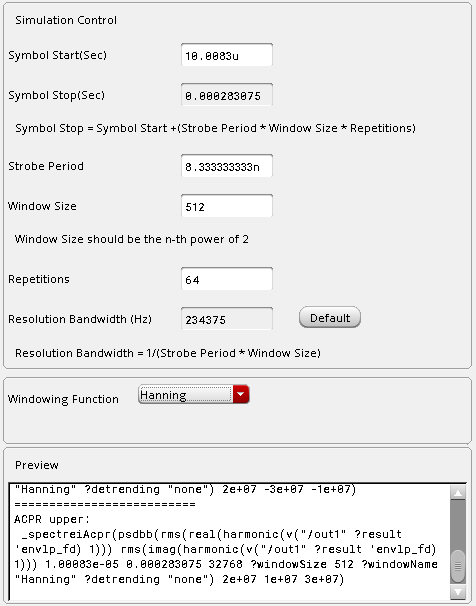 Simulation Control
Symbol Start(Sec) 10.0083u
Symbol Stop(Sec) 0.000283075
Symbol Stop = Symbol Start +(Strobe Period * Window Size * Repetitions)
Strobe Period 8.333333333n
Window Size 512
Window Size should be the n-th power of 2
Repetitions 64
Resolution Bandwidth (Hz) 234375 Default
Resolution Bandwidth = 1/(Strobe Period * Window Size)
Windowing Function Hanning
Preview
"Hanning" ?detrending "none") 2e+07 -3e+07 -1e+07)
===========================
ACPR upper:
_spectreiAcpr(psdbb(rms(real(harmonic(v("/out1" ?result
'envlp_fd) 1))) rms(imag(harmonic(v("/out1" ?result 'envlp_fd)
1))) 1.00083e-05 0.000283075 32768 ?windowSize 512 ?windowName
"Hanning" ?detrending "none") 2e+07 1e+07 3e+07)